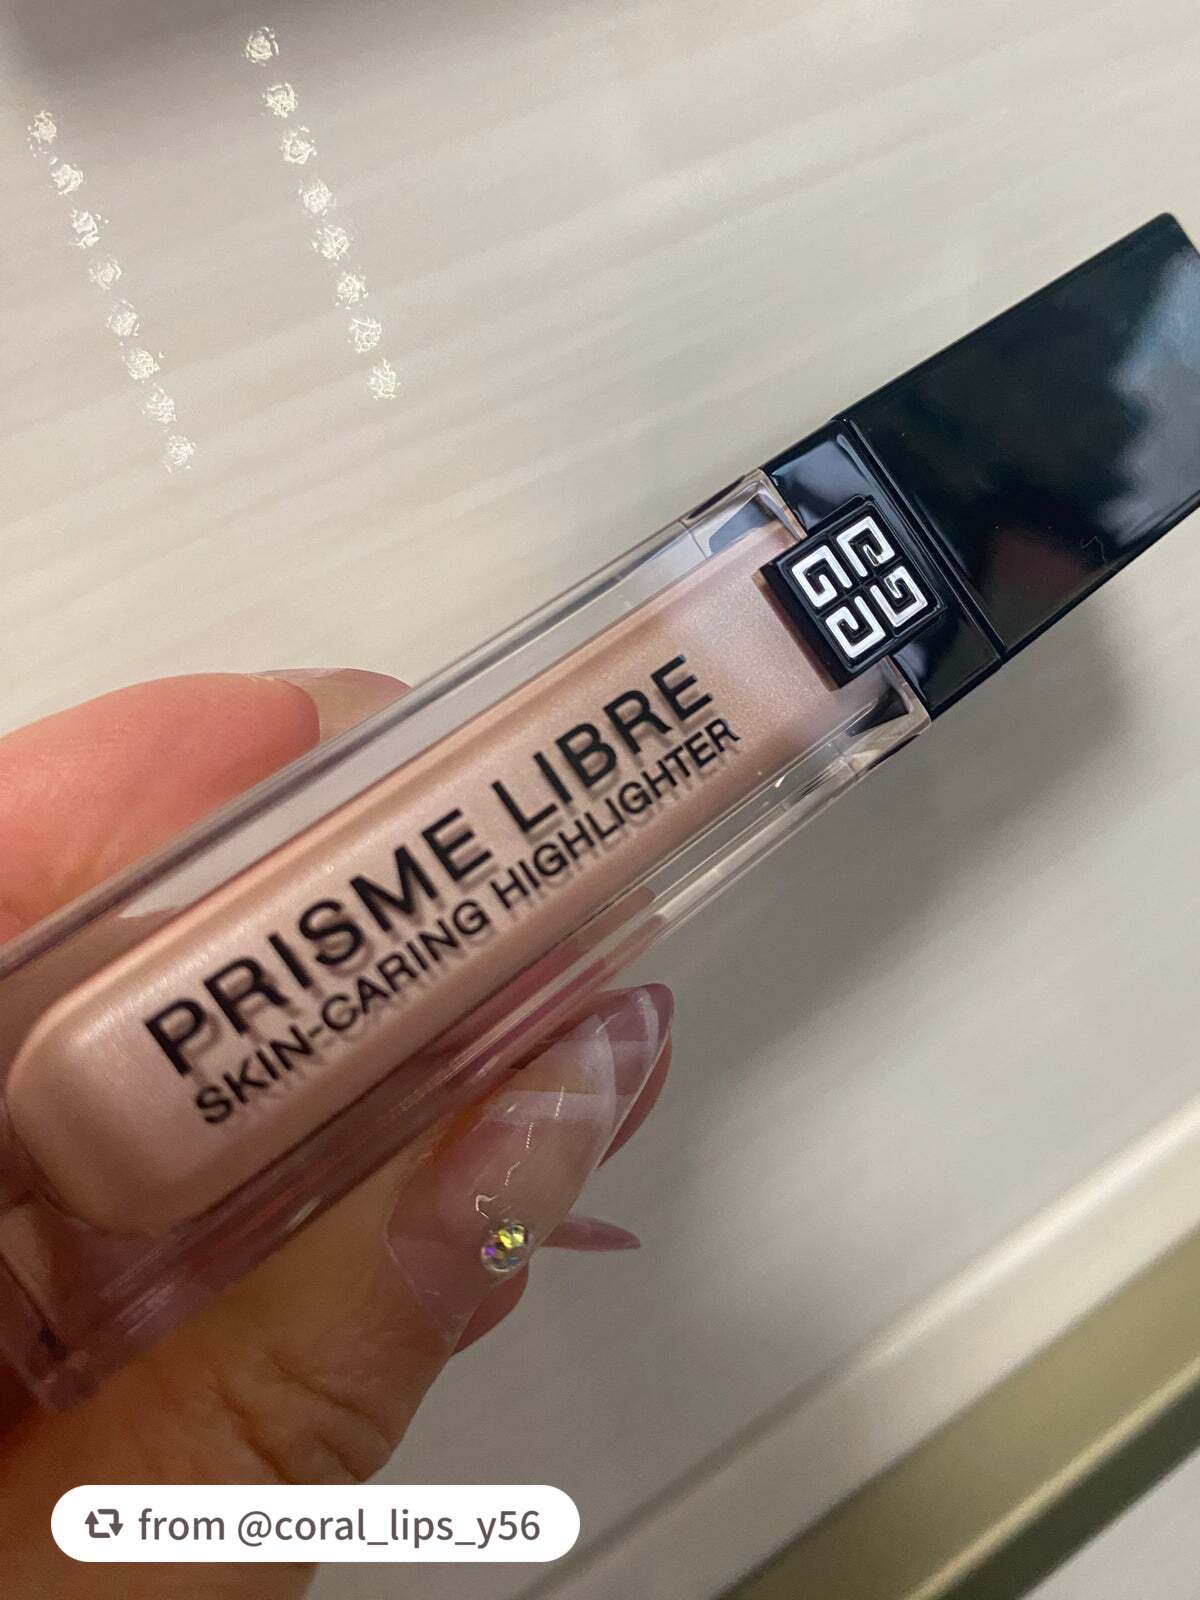 PRISME LIBRE
SKIN-CARING HIGHLIGHTER
from @coral_lips_y56